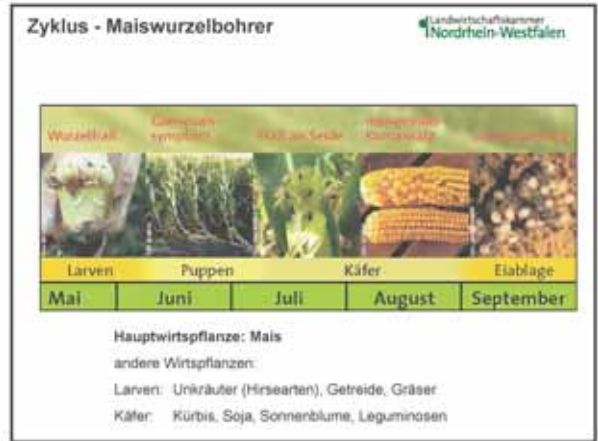 Zyklus - Maiswurzelbohrer
Landwirtschaftskammer
Nordrhein-Westfalen
Wurzelfraß
symptom
Fraß an Seide
Larven Puppen Käfer Eiablage
Mai Juni Juli August September
Hauptwirtspflanze: Mais
andere Wirtspflanzen:
Larven: Unkräuter (Hirsearten), Getreide, Gräser
Käfer: Kürbis, Soja, Sonnenblume, Leguminosen